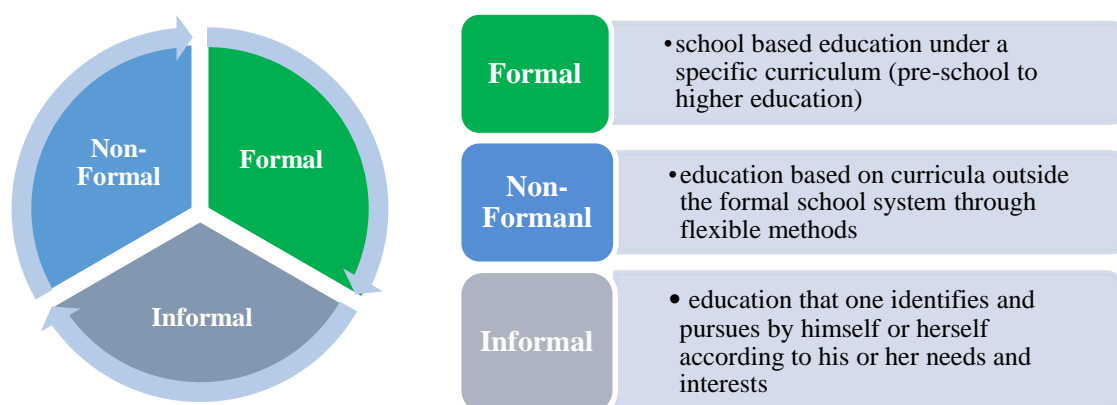 Non-
Formal
Formal
Informal
Formal
•school based education under a
specific curriculum (pre-school to
higher education)
Non-
Formanl
•education based on curricula outside
the formal school system through
flexible methods
Informal
• education that one identifies and
pursues by himself or herself
according to his or her needs and
interests